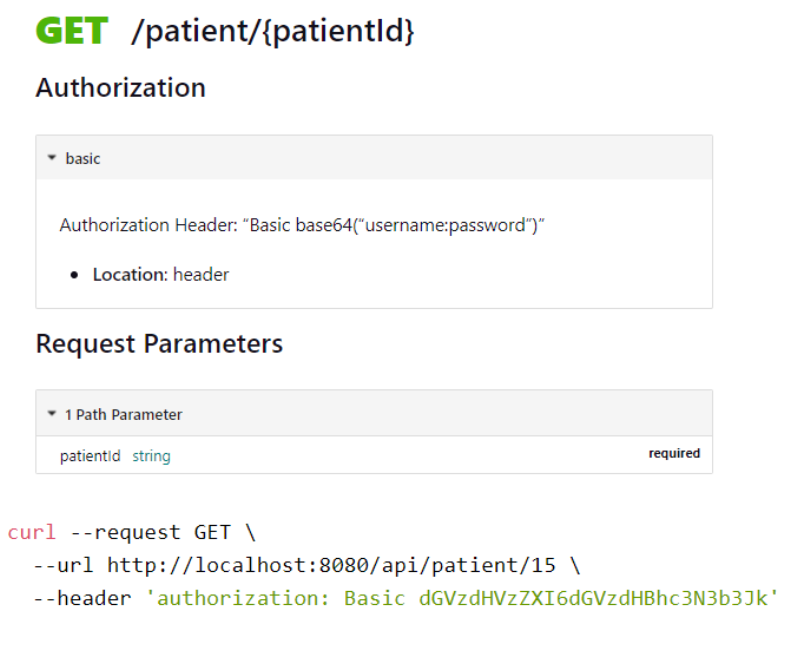 GET /patient/{patientId}
Authorization
basic
Authorization Header: “Basic base64(“username:password”)”
• Location: header
Request Parameters
1 Path Parameter
patientId string required
curl --request GET \
--url http://localhost:8080/api/patient/15 \
--header 'authorization: Basic dGVzdHVzZXI6dGVzdHBhc3N3b3Jk'